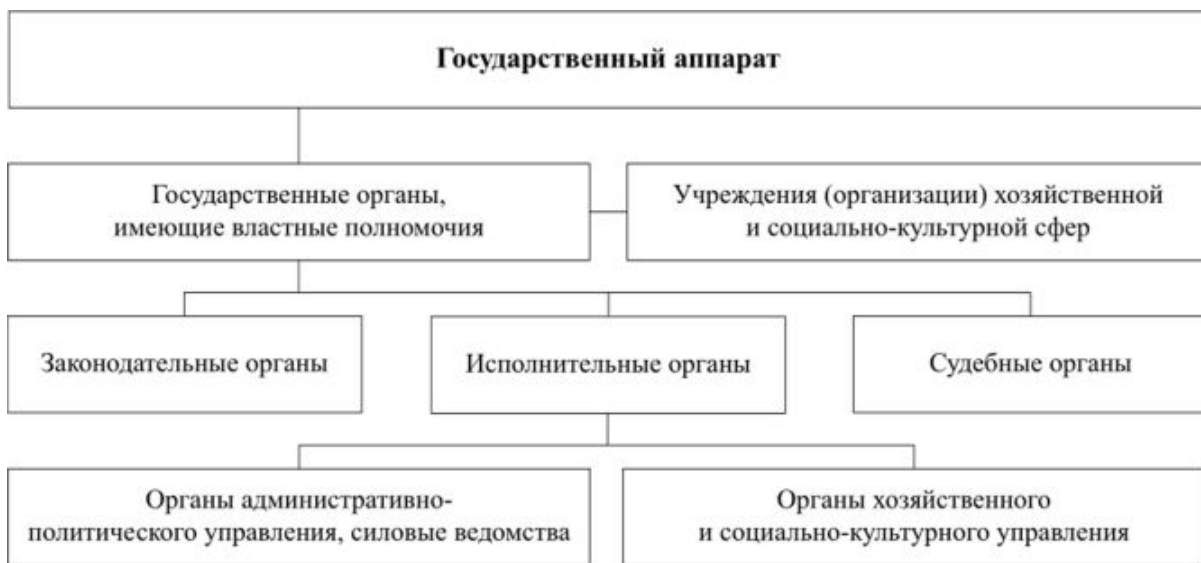 Государственный аппарат
Государственные органы,
имеющие властные полномочия
Учреждения (организации) хозяйственной
и социально-культурной сфер
Законодательные органы
Исполнительные органы
Судебные органы
Органы административно-
политического управления, силовые ведомства
Органы хозяйственного
и социально-культурного управления